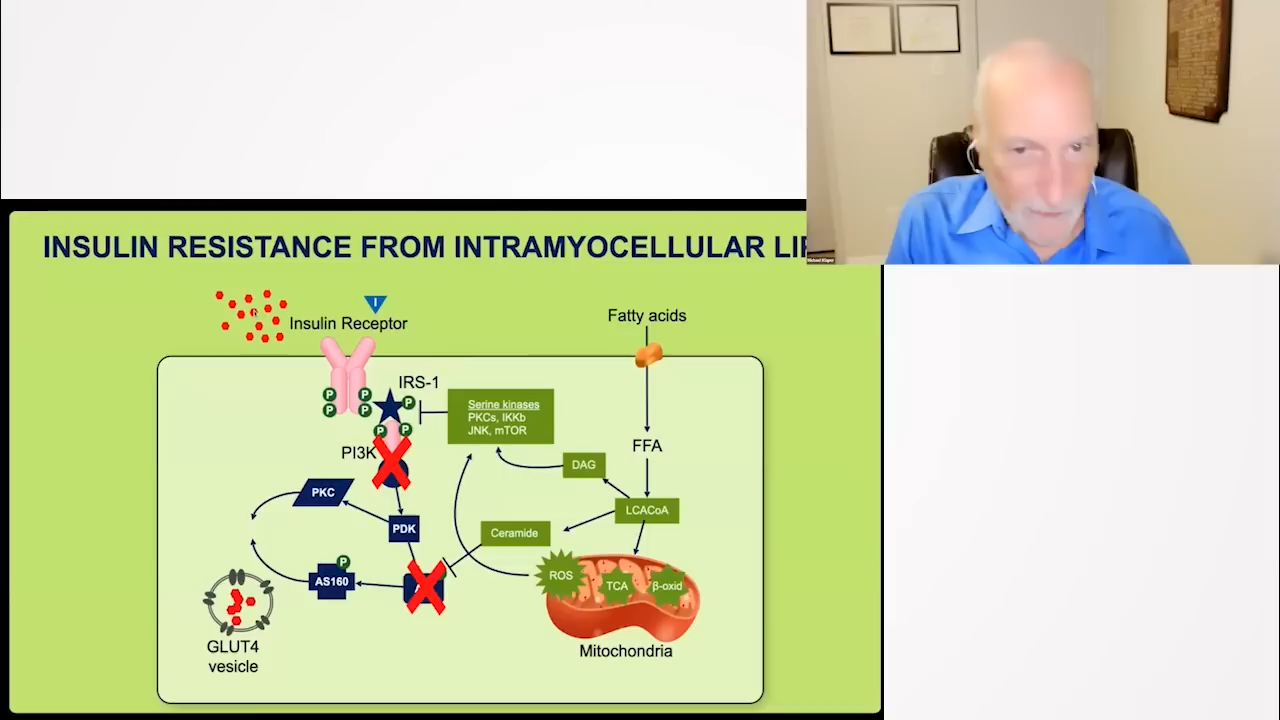 INSULIN RESISTANCE FROM INTRAMYOCELLULAR LIP
I
Fatty acids
Insulin Receptor
IRS-1
P
P
P
P
P
Serine kinases
PKCs, IKKb
JNK, mTOR
P
P
PI3K
FFA
DAG
PKC
LCACoA
PDK
Ceramide
P
AS160
ROS
TCA
β-oxid
GLUT4
vesicle
Mitochondria